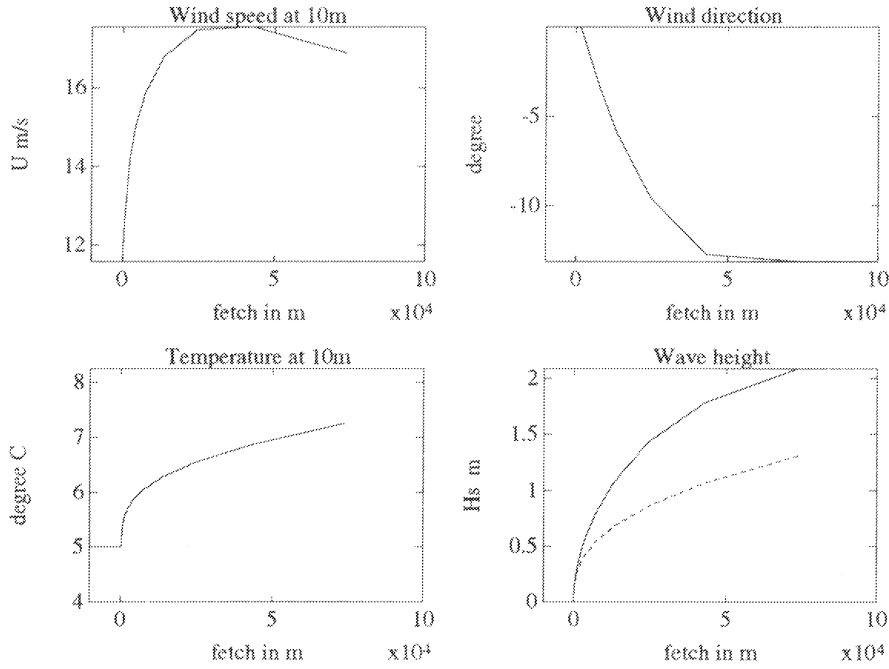 Wind speed at 10m
16
14
12
U m/s
0
5
10
fetch in m
x10⁴
Wind direction
-5
-10
degree
0
5
10
fetch in m
x10⁴
Temperature at 10m
8
7
6
5
4
degree C
0
5
10
fetch in m
x10⁴
Wave height
2
1.5
1
0.5
0
Hs m
0
5
10
fetch in m
x10⁴